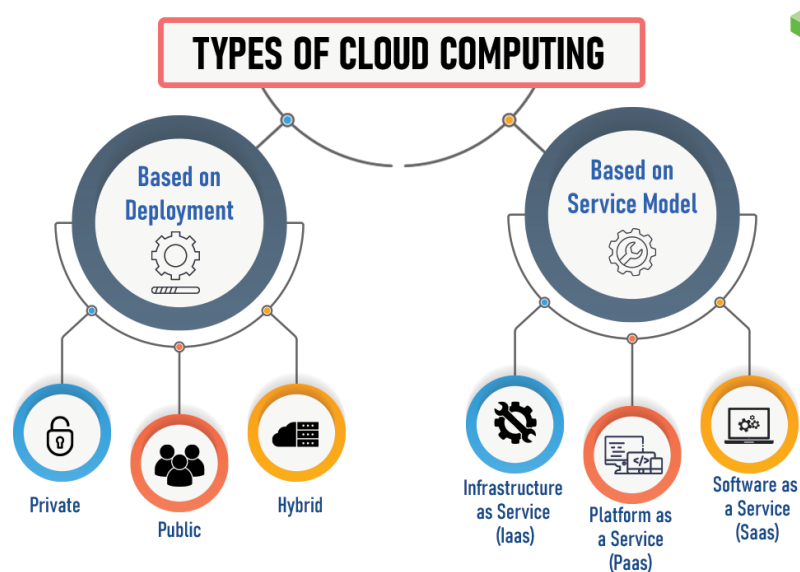 TYPES OF CLOUD COMPUTING
Based on
Deployment
Based on
Service Model
Private
Public
Hybrid
Infrastructure
as Service
(Iaas)
Platform as
a Service
(Paas)
Software as
a Service
(Saas)